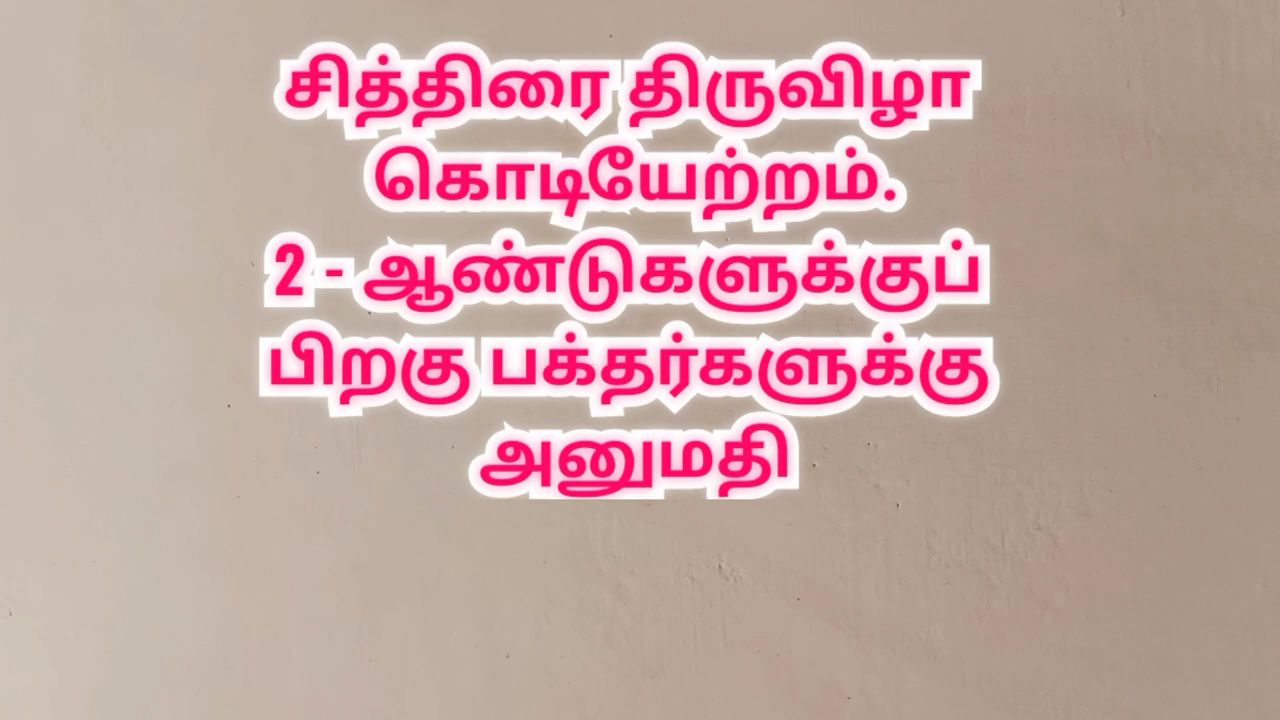 சித்திரை திருவிழா
கொடியேற்றம்.
2 - ஆண்டுகளுக்குப்
பிறகு பக்தர்களுக்கு
அனுமதி